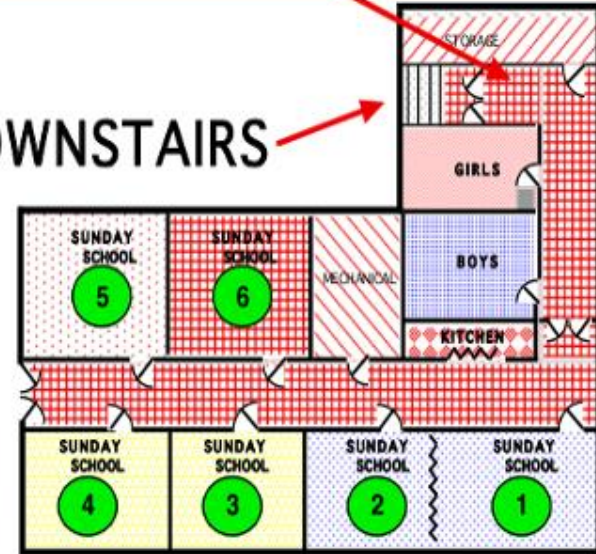 STORAGE
OWNSTAIRS
GIRLS
SUNDAY
SCHOOL
5
SUNDAY
SCHOOL
6
MECHANICAL
BOYS
KITCHEN
SUNDAY
SCHOOL
4
SUNDAY
SCHOOL
3
SUNDAY
SCHOOL
2
SUNDAY
SCHOOL
1